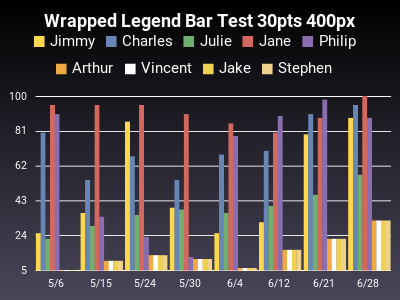 Wrapped Legend Bar Test 30pts 400px
Jimmy Charles Julie Jane Philip
Arthur Vincent Jake Stephen
100
81
62
43
24
5
5/6 5/15 5/24 5/30 6/4 6/12 6/21 6/28